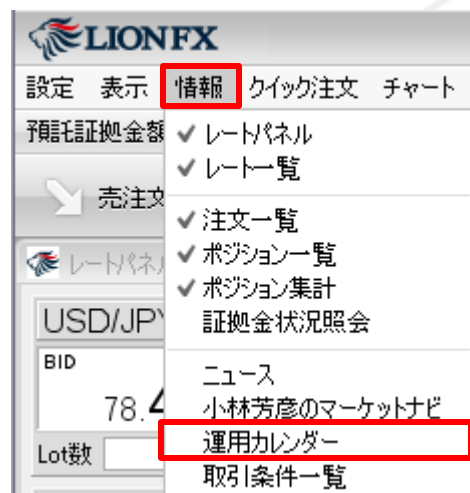 LION FX
設定 表示 情報 クイック注文 チャート
預託証拠金額
レートパネル
レート一覧
売注文
注文一覧
ポジション一覧
レートパネル
ポジション集計
証拠金状況照会
USD/JPY
BID
ニュース
78.4
小林芳彦のマーケットナビ
運用カレンダー
Lot数
取引条件一覧